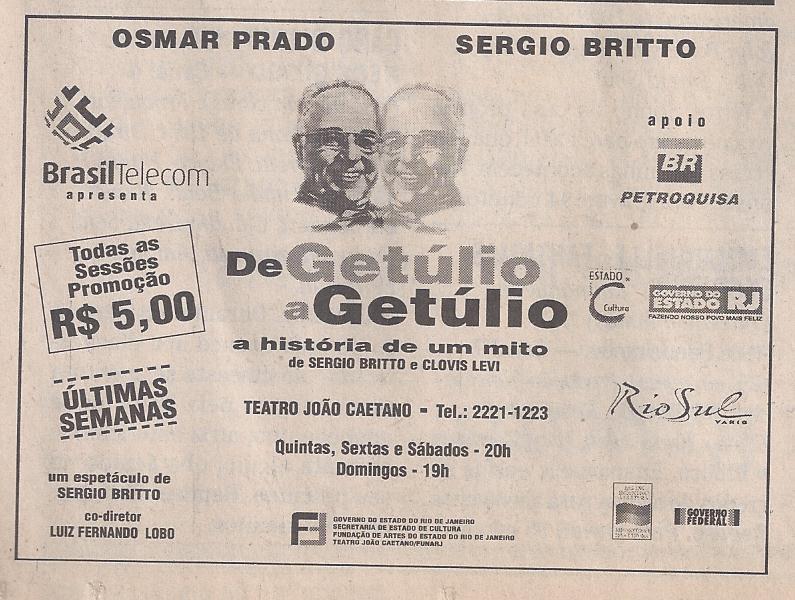 OSMAR PRADO
SERGIO BRITTO
BrasilTelecom
apresenta
apoio
BR
PETROQUISA
Todas as
Sessões
Promoção
R$ 5,00
De Getúlio
a Getúlio
a história de um mito
de SERGIO BRITTO e CLOVIS LEVI
ESTADO
Cultura
GOVERNO DO
ESTADO RJ
FAZENDO NOSSO POVO MAIS FELIZ
ÚLTIMAS
SEMANAS
TEATRO JOÃO CAETANO - Tel.: 2221-1223
Rio Sul
VARIG
Quintas, Sextas e Sábados - 20h
Domingos - 19h
um espetáculo de
SERGIO BRITTO
co-diretor
LUIZ FERNANDO LOBO
GOVERNO DO ESTADO DO RIO DE JANEIRO
SECRETARIA DE ESTADO DE CULTURA
FUNDAÇÃO DE ARTES DO ESTADO DO RIO DE JANEIRO
TEATRO JOÃO CAETANO/FUNARJ
GOVERNO
FEDERAL